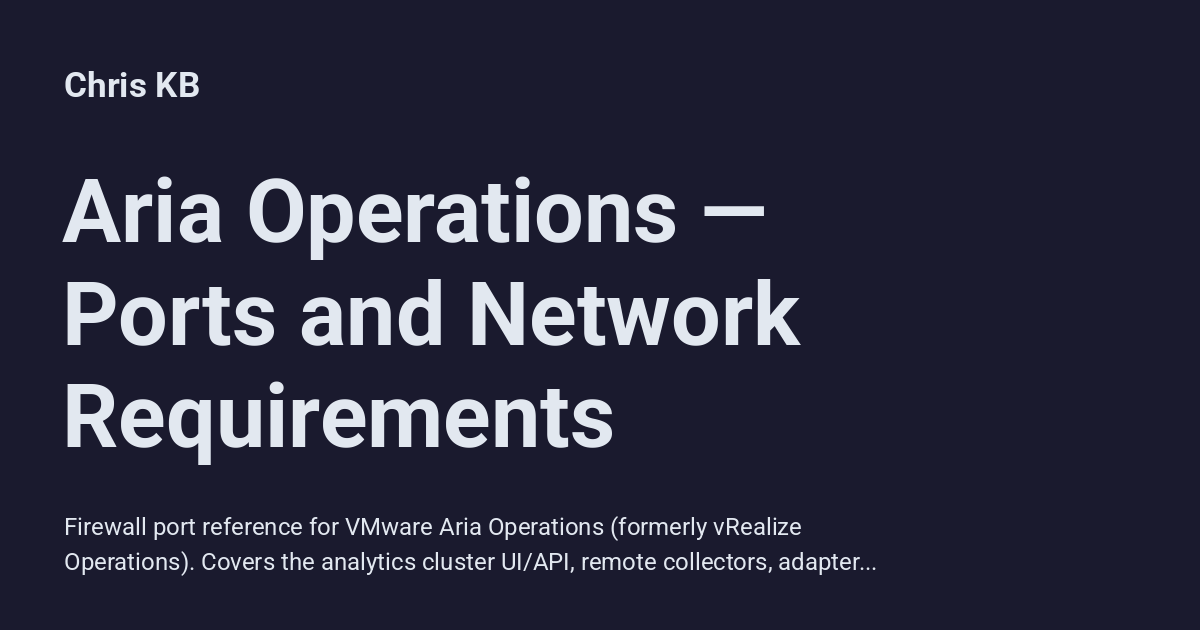 Chris KB
Aria Operations —
Ports and Network
Requirements
Firewall port reference for VMware Aria Operations (formerly vRealize
Operations). Covers the analytics cluster UI/API, remote collectors, adapter...